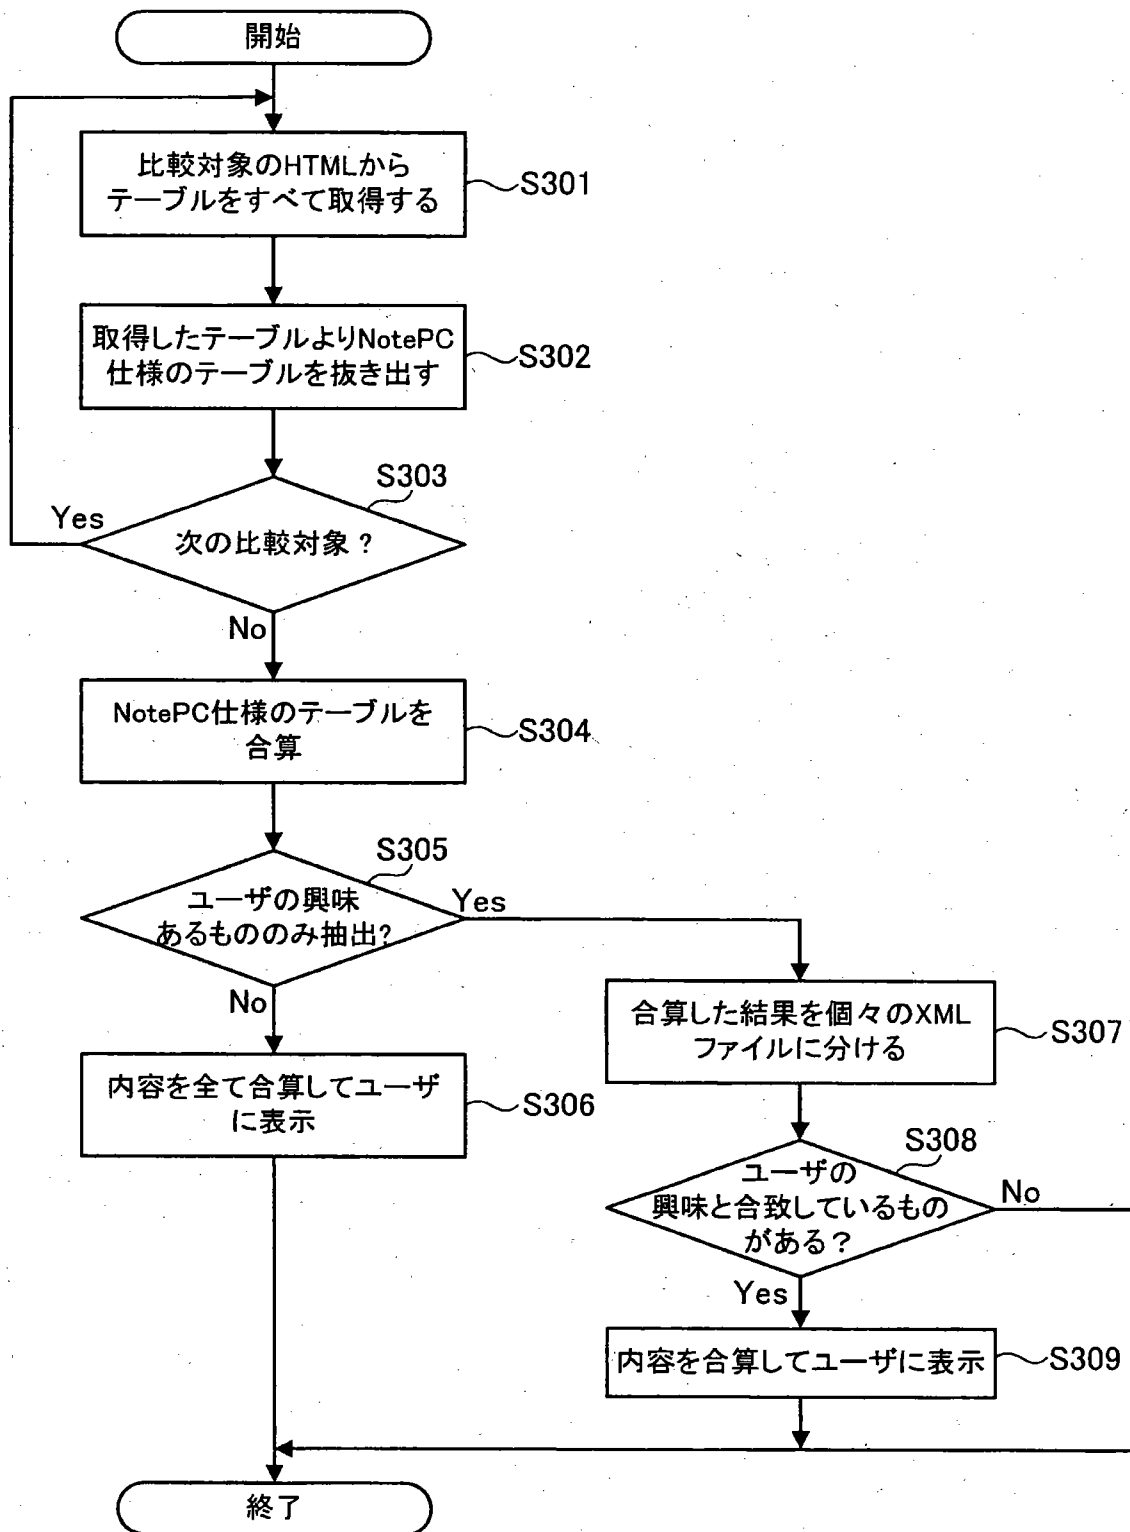 開始
比較対象のHTMLから
テーブルをすべて取得する
S301
取得したテーブルよりNotePC
仕様のテーブルを抜き出す
S302
S303
Yes
次の比較対象？
No
NotePC仕様のテーブルを
合算
S304
S305
ユーザの興味
あるもののみ抽出?
Yes
No
合算した結果を個々のXML
ファイルに分ける
S307
内容を全て合算してユーザ
に表示
S306
S308
ユーザの
興味と合致しているもの
がある？
No
Yes
内容を合算してユーザに表示
S309
終了